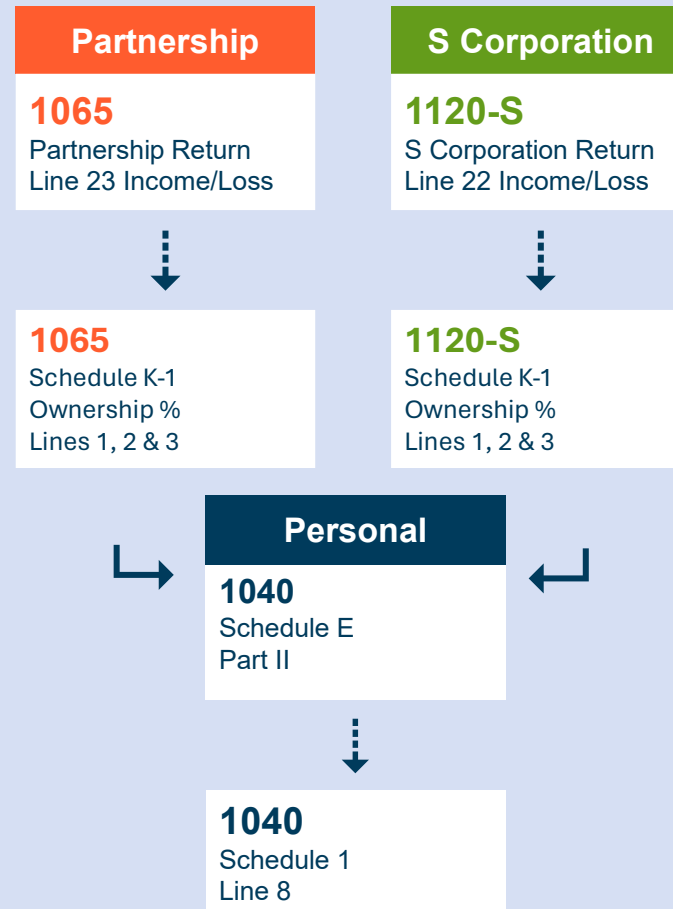 Partnership
1065
Partnership Return
Line 23 Income/Loss
1065
Schedule K-1
Ownership %
Lines 1, 2 & 3
S Corporation
1120-S
S Corporation Return
Line 22 Income/Loss
1120-S
Schedule K-1
Ownership %
Lines 1, 2 & 3
Personal
1040
Schedule E
Part II
1040
Schedule 1
Line 8